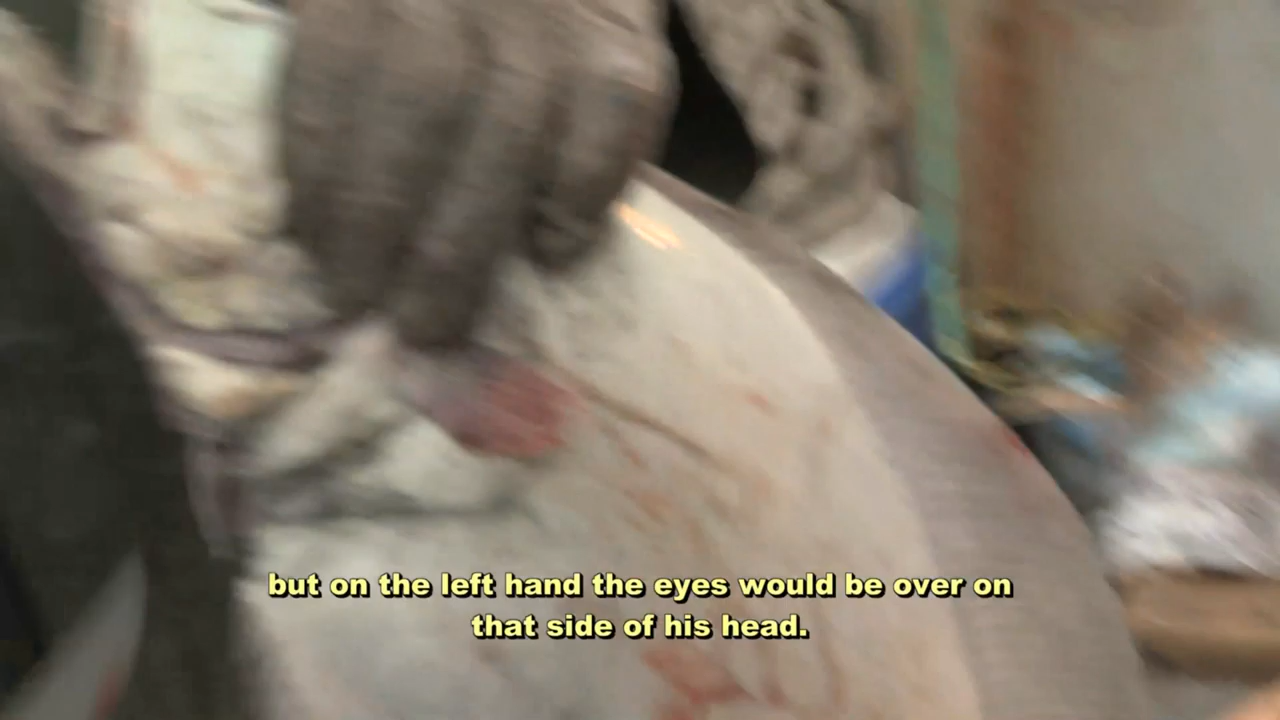 but on the left hand the eyes would be over on
that side of his head.